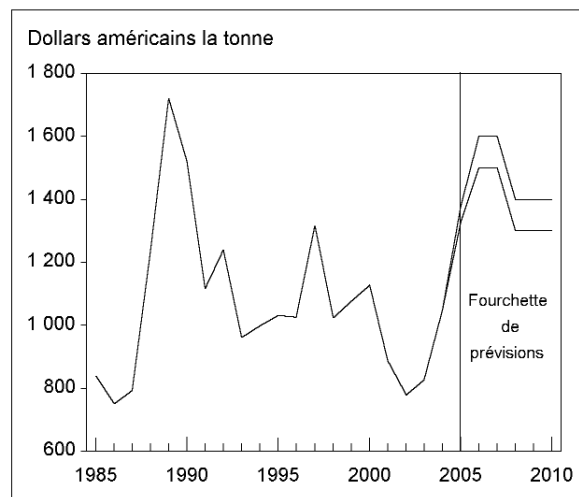 Dollars américains la tonne
1 800
1 600
1 400
1 200
1 000
800
600
Fourchette
de
prévisions
1985 1990 1995 2000 2005 2010